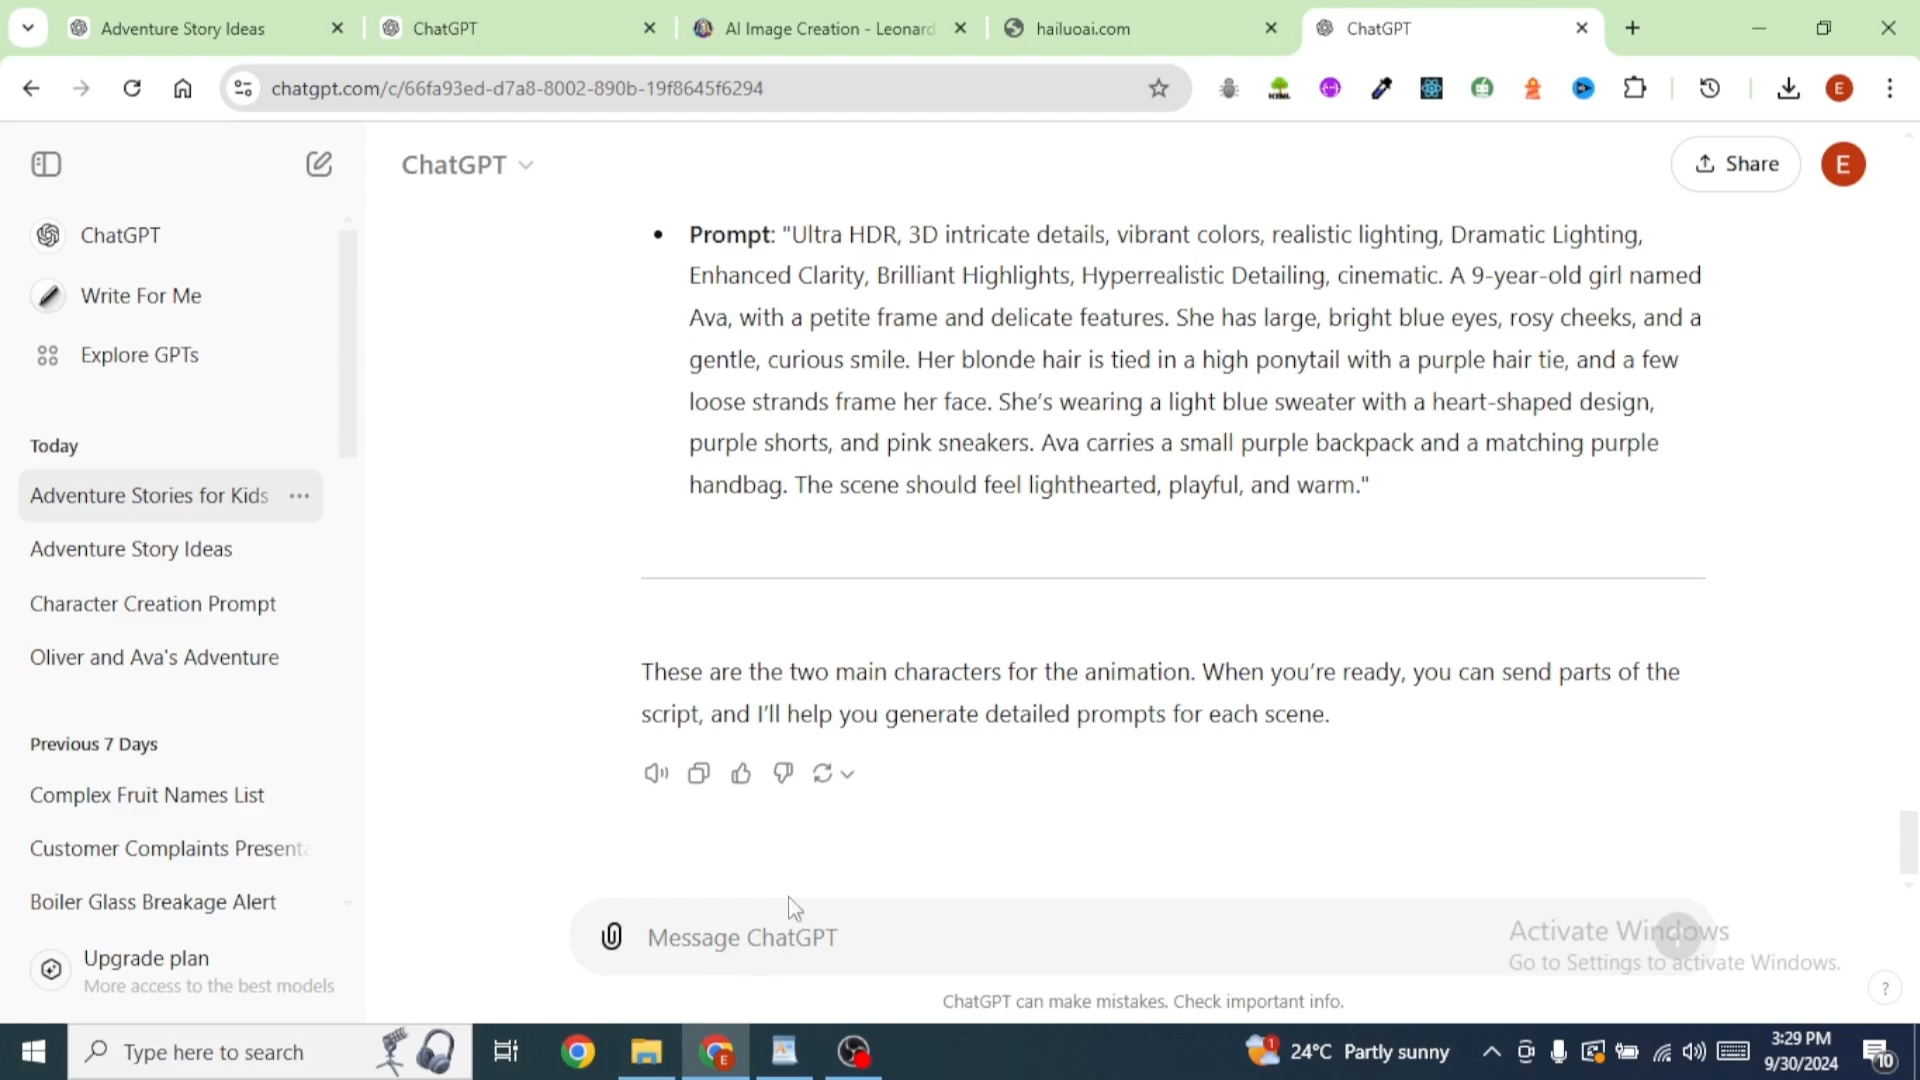 Adventure Story Ideas
ChatGPT
AI Image Creation - Leonard
hailuoai.com
ChatGPT
chatgpt.com/c/66fa93ed-d7a8-8002-890b-19f8645f6294
E
ChatGPT
Share
E
ChatGPT
Write For Me
Explore GPTs
Today
Adventure Stories for Kids
Adventure Story Ideas
Character Creation Prompt
Oliver and Ava's Adventure
Previous 7 Days
Complex Fruit Names List
Customer Complaints Presenta
Boiler Glass Breakage Alert
Upgrade plan
More access to the best models
• Prompt: "Ultra HDR, 3D intricate details, vibrant colors, realistic lighting, Dramatic Lighting,
Enhanced Clarity, Brilliant Highlights, Hyperrealistic Detailing, cinematic. A 9-year-old girl named
Ava, with a petite frame and delicate features. She has large, bright blue eyes, rosy cheeks, and a
gentle, curious smile. Her blonde hair is tied in a high ponytail with a purple hair tie, and a few
loose strands frame her face. She’s wearing a light blue sweater with a heart-shaped design,
purple shorts, and pink sneakers. Ava carries a small purple backpack and a matching purple
handbag. The scene should feel lighthearted, playful, and warm."
These are the two main characters for the animation. When you’re ready, you can send parts of the
script, and I’ll help you generate detailed prompts for each scene.
Message ChatGPT
Activate Windows
Go to Settings to activate Windows.
ChatGPT can make mistakes. Check important info.
?
Type here to search
24°C Partly sunny
3:29 PM
9/30/2024
10